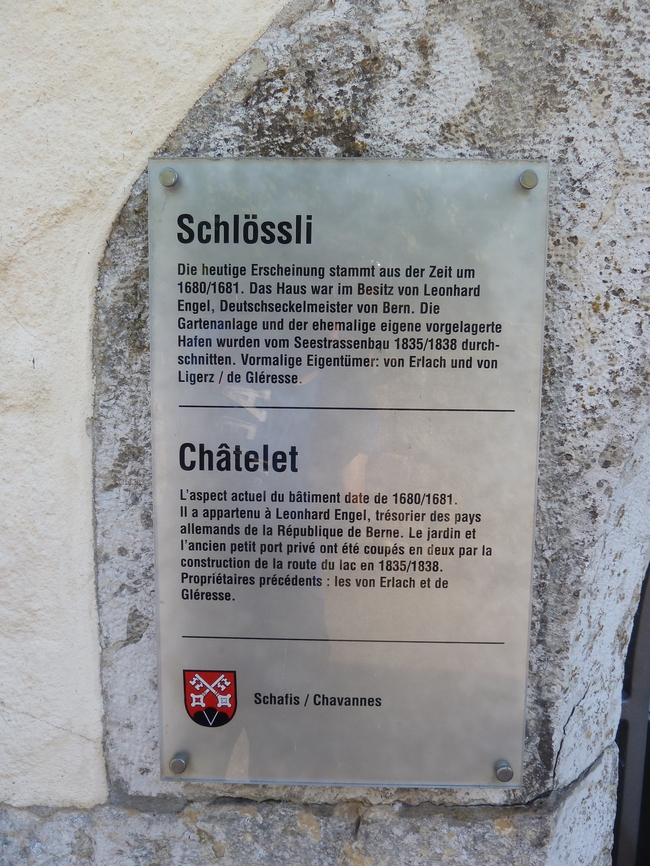 Schlössli
Die heutige Erscheinung stammt aus der Zeit um
1680/1681. Das Haus war im Besitz von Leonhard
Engel, Deutschseckelmeister von Bern. Die
Gartenanlage und der ehemalige eigene vorgelagerte
Hafen wurden vom Seestrassenbau 1835/1838 durch-
schnitten. Vormalige Eigentümer: von Erlach und von
Ligerz / de Gléresse.
Châtelet
L'aspect actuel du bâtiment date de 1680/1681.
Il a appartenu à Leonhard Engel, trésorier des pays
allemands de la République de Berne. Le jardin et
l'ancien petit port privé ont été coupés en deux par la
construction de la route du lac en 1835/1838.
Propriétaires précédents : les von Erlach et de
Gléresse.
Schafis / Chavannes